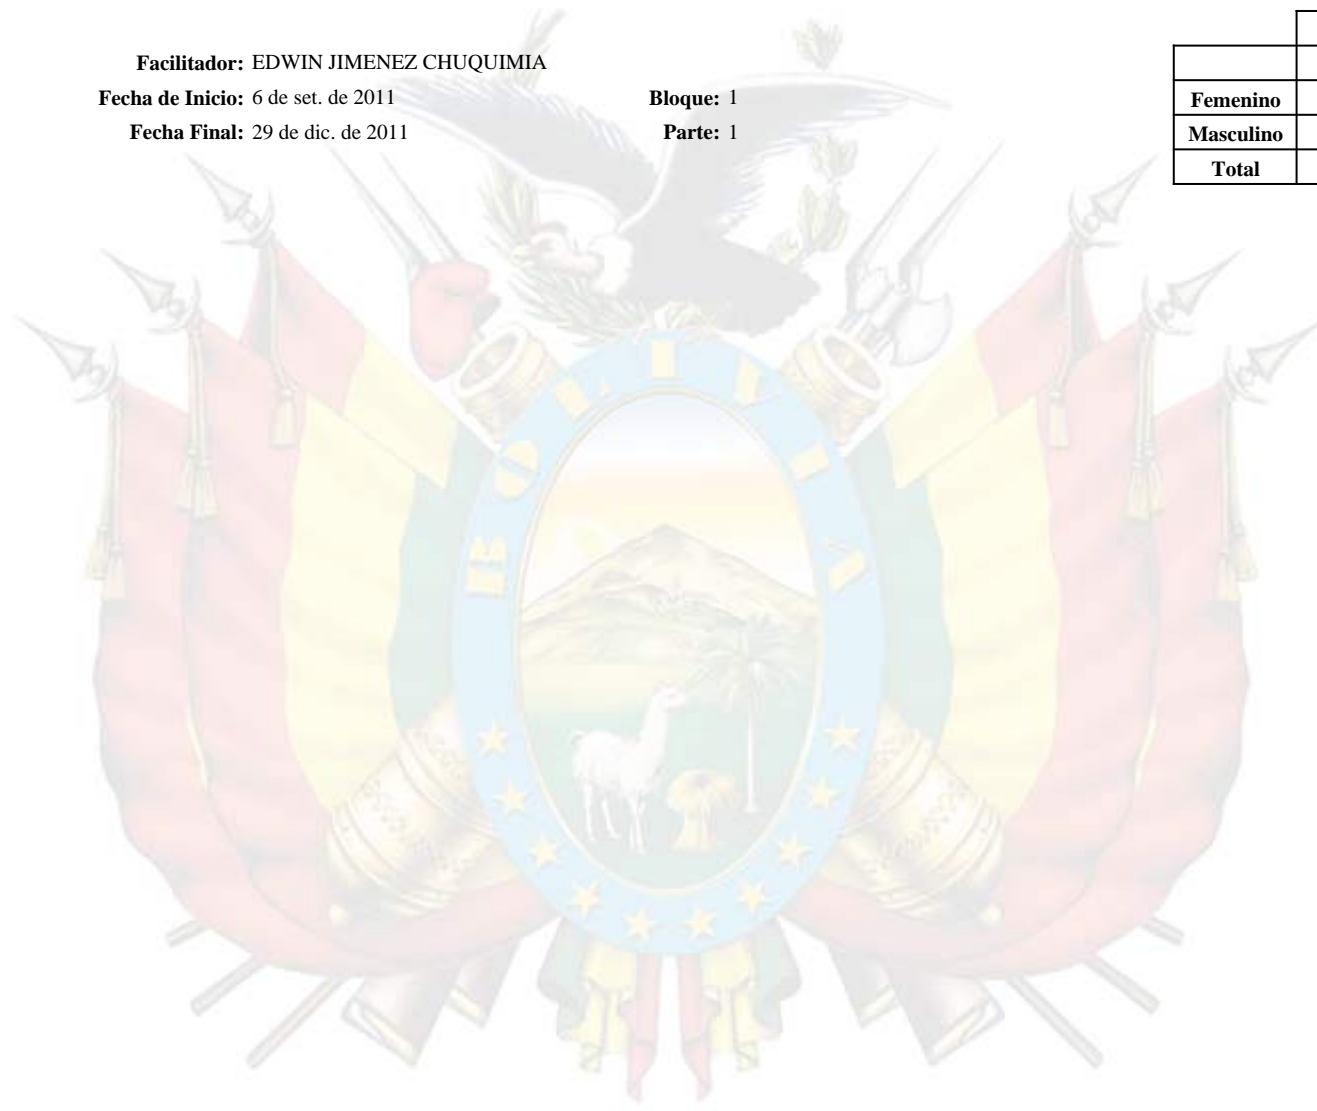 Facilitador: EDWIN JIMENEZ CHUQUIMIA
Fecha de Inicio: 6 de set. de 2011 Bloque: 1
Fecha Final: 29 de dic. de 2011 Parte: 1
Femenino
Masculino
Total
BOLIVIA